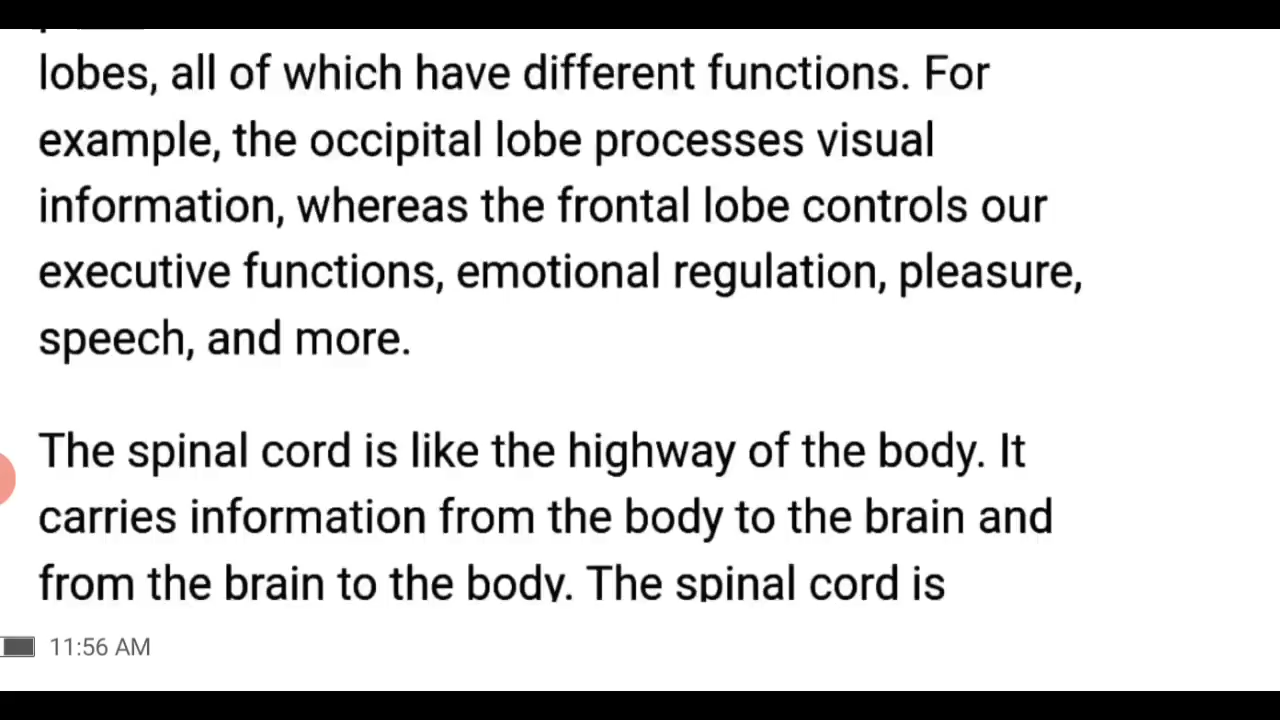 lobes, all of which have different functions. For
example, the occipital lobe processes visual
information, whereas the frontal lobe controls our
executive functions, emotional regulation, pleasure,
speech, and more.
The spinal cord is like the highway of the body. It
carries information from the body to the brain and
from the brain to the body. The spinal cord is
11:56 AM